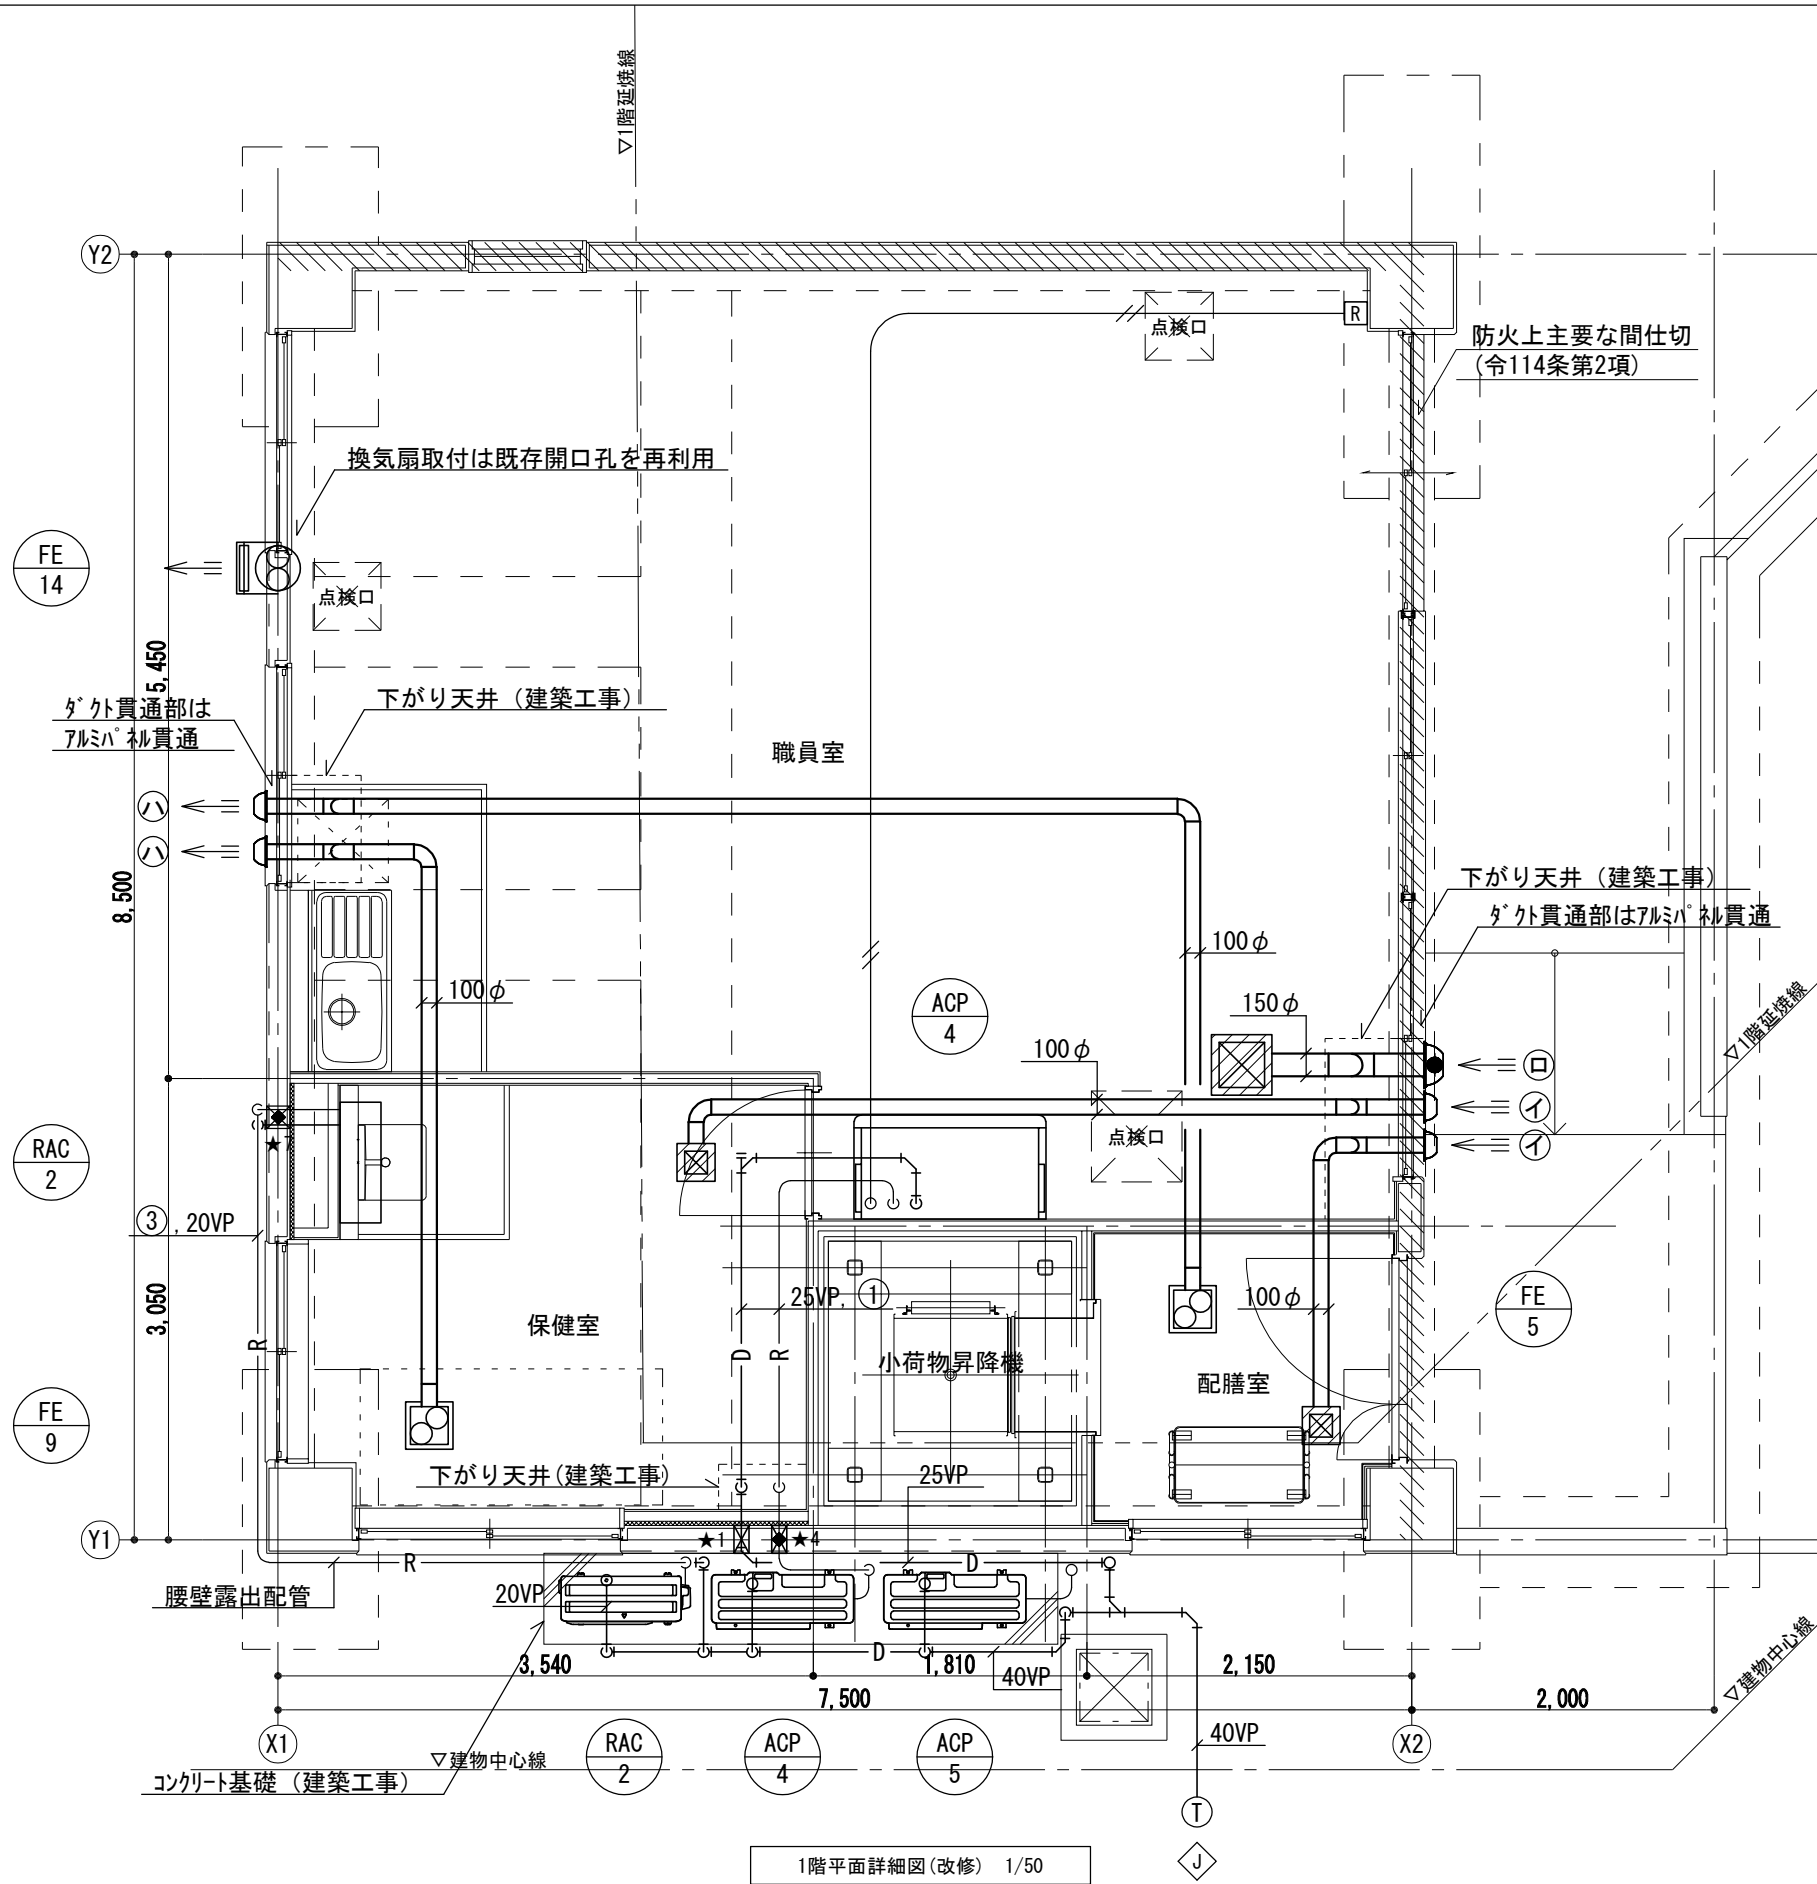 ▽1階延焼線
Y2
点検口
R
防火上主要な間仕切
(令114条第2項)
換気扇取付は既存開口孔を再利用
FE
14
点検口
5,450
ダクト貫通部は
アルミパネル貫通
下がり天井（建築工事）
職員室
ハ
ハ
8,500
下がり天井（建築工事）
ダクト貫通部はアルミパネル貫通
100φ
100φ
ACP
4
150φ
100φ
▽1階延焼線
ロ
イ
点検口
イ
★7
RAC
2
③,20VP
3,050
R
25VP,①
保健室
D
R
小荷物昇降機
100φ
FE
5
配膳室
FE
9
下がり天井(建築工事)
25VP
Y1
★1
★4
R
D
腰壁露出配管
20VP
D
3,540
1,810
40VP
2,150
7,500
2,000
▽建物中心線
X1
▽建物中心線
RAC
2
ACP
4
ACP
5
40VP
X2
コンクリート基礎（建築工事）
T
J
1階平面詳細図(改修)　1/50